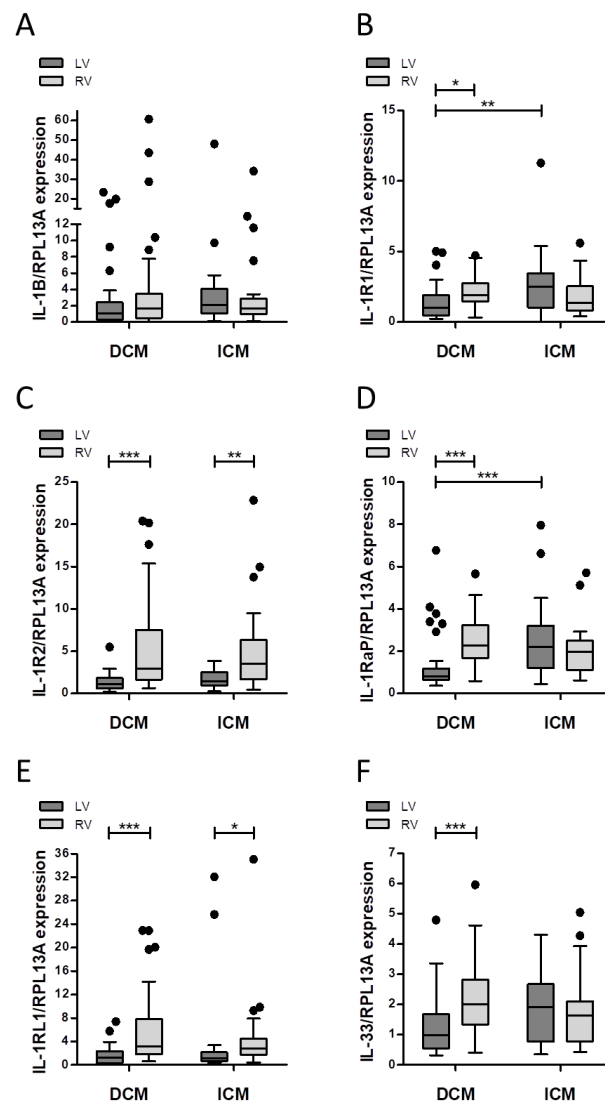 A
LV
RV
IL-1B/RPL13A expression
60
50
40
30
20
12
10
8
6
4
2
0
DCM ICM
B
LV
RV
*
**
IL-1R1/RPL13A expression
15
10
5
0
DCM ICM
C
LV
RV
*** **
IL-1R2/RPL13A expression
25
20
15
10
5
0
DCM ICM
D
LV
RV
***
***
IL-1RaP/RPL13A expression
10
8
6
4
2
0
DCM ICM
E
LV
RV
*** *
IL-1RL1/RPL13A expression
36
32
28
24
20
16
12
8
4
0
DCM ICM
F
LV
RV
***
IL-33/RPL13A expression
7
6
5
4
3
2
1
0
DCM ICM